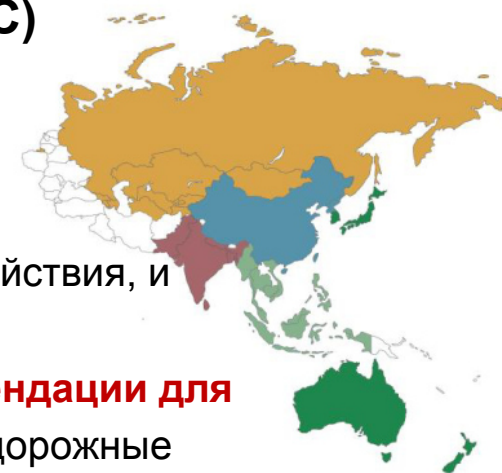 С)
йствия, и
ндации для
дорожные